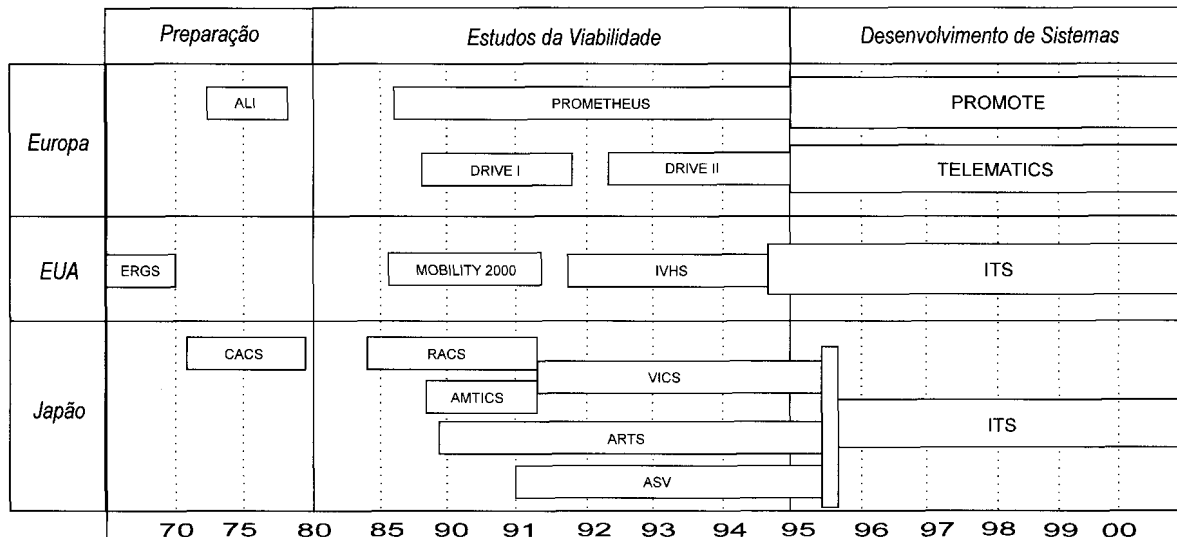 Preparação
Estudos da Viabilidade
Desenvolvimento de Sistemas
Europa
ALI
PROMETHEUS
PROMOTE
DRIVE I
DRIVE II
TELEMATICS
EUA
ERGS
MOBILITY 2000
IVHS
ITS
Japão
CACS
RACS
VICS
AMTICS
ITS
ARTS
ASV
70 75 80 85 90 91 92 93 94 95 96 97 98 99 00